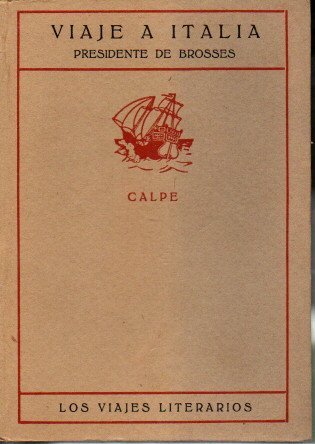 VIAJE A ITALIA
PRESIDENTE DE BROSSES
CALPE
LOS VIAJES LITERARIOS